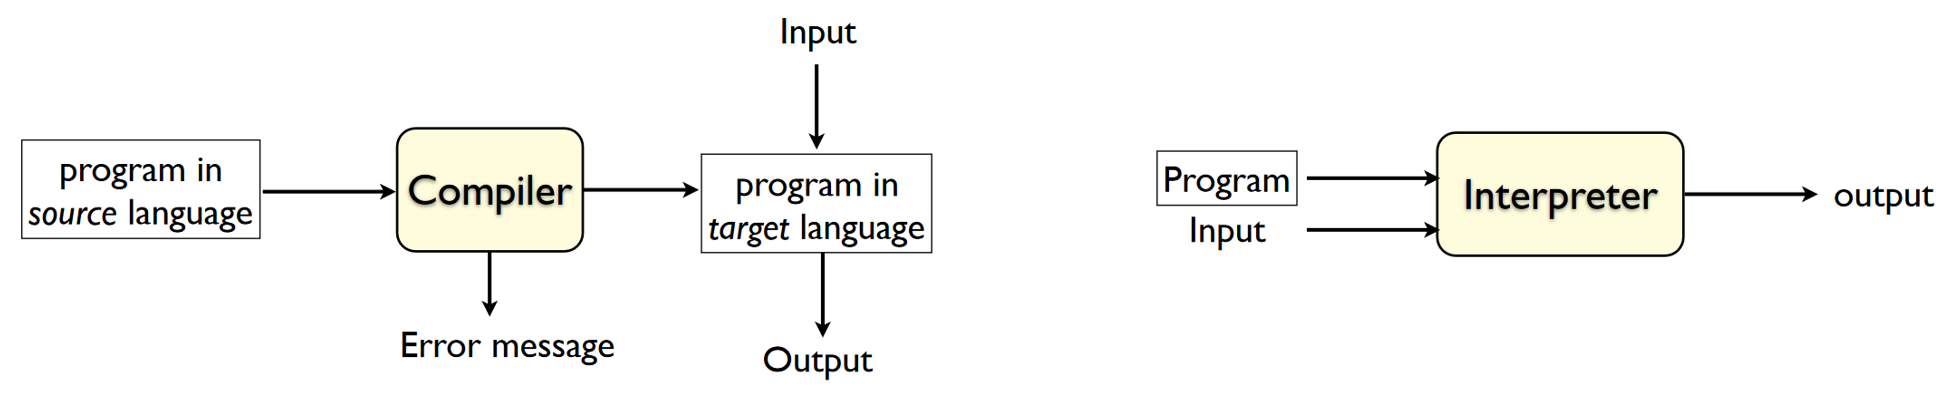 Input
program in
source language
Compiler
program in
target language
Error message
Output
Program
Input
Interpreter
output